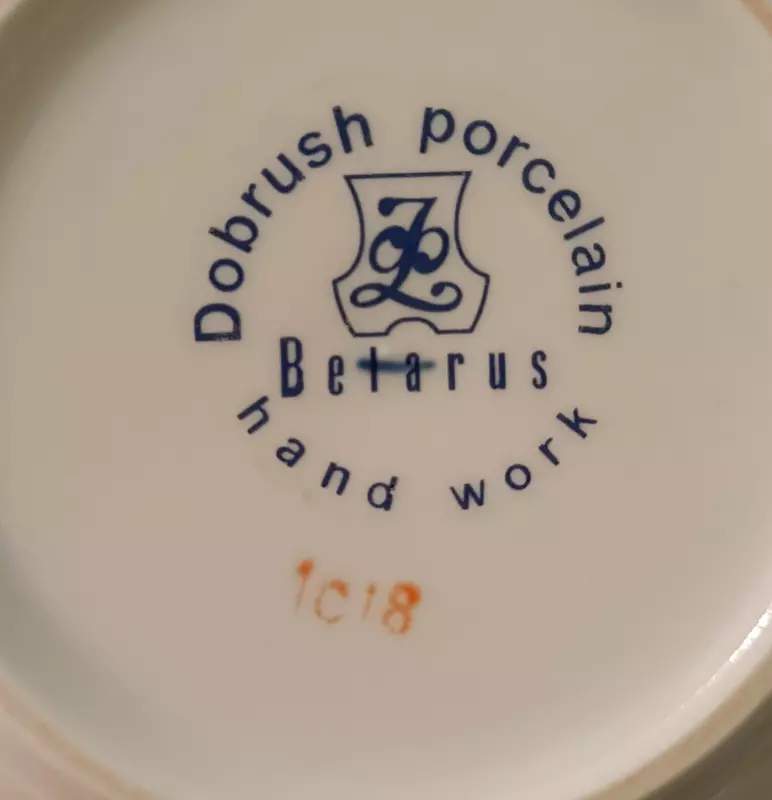 Dobrush porcelain
Belarus
hand work
1C18